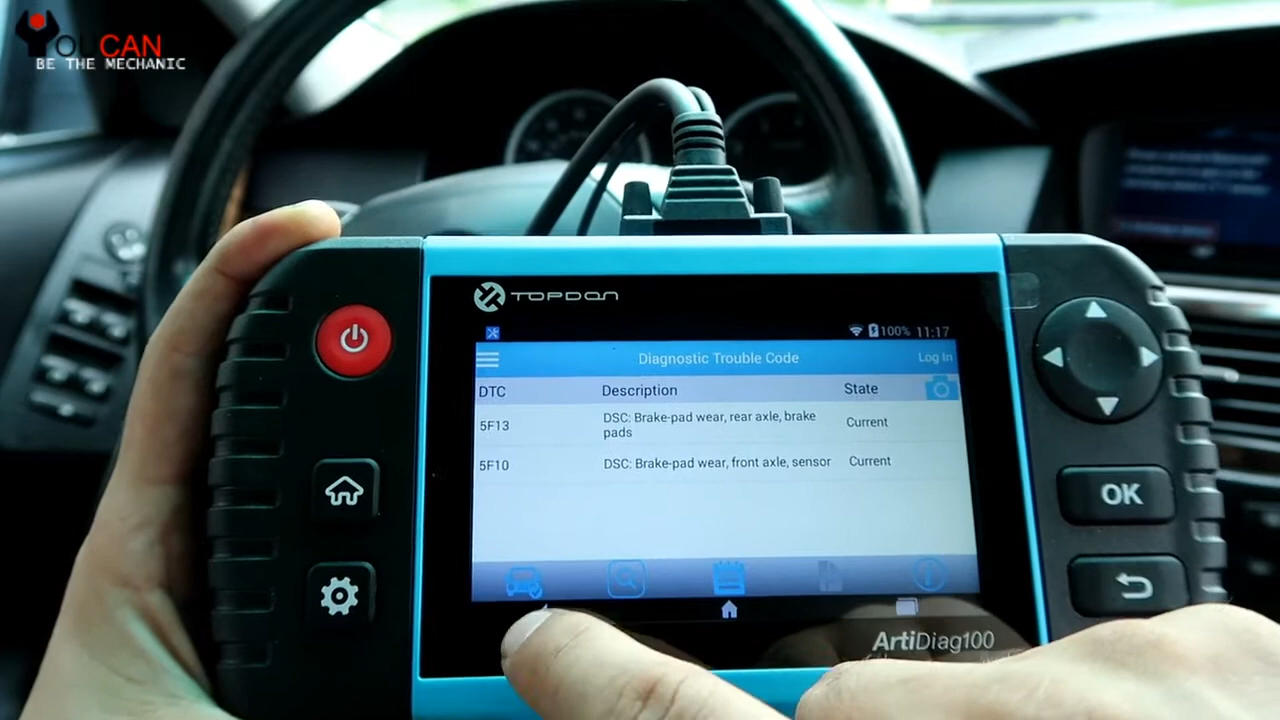 YOUCAN
BE THE MECHANIC
TOPDON
100% 11:17
Diagnostic Trouble Code
Log In
DTC Description State
5F13 DSC: Brake-pad wear, rear axle, brake
pads Current
5F10 DSC: Brake-pad wear, front axle, sensor Current
OK
ArtiDiag100